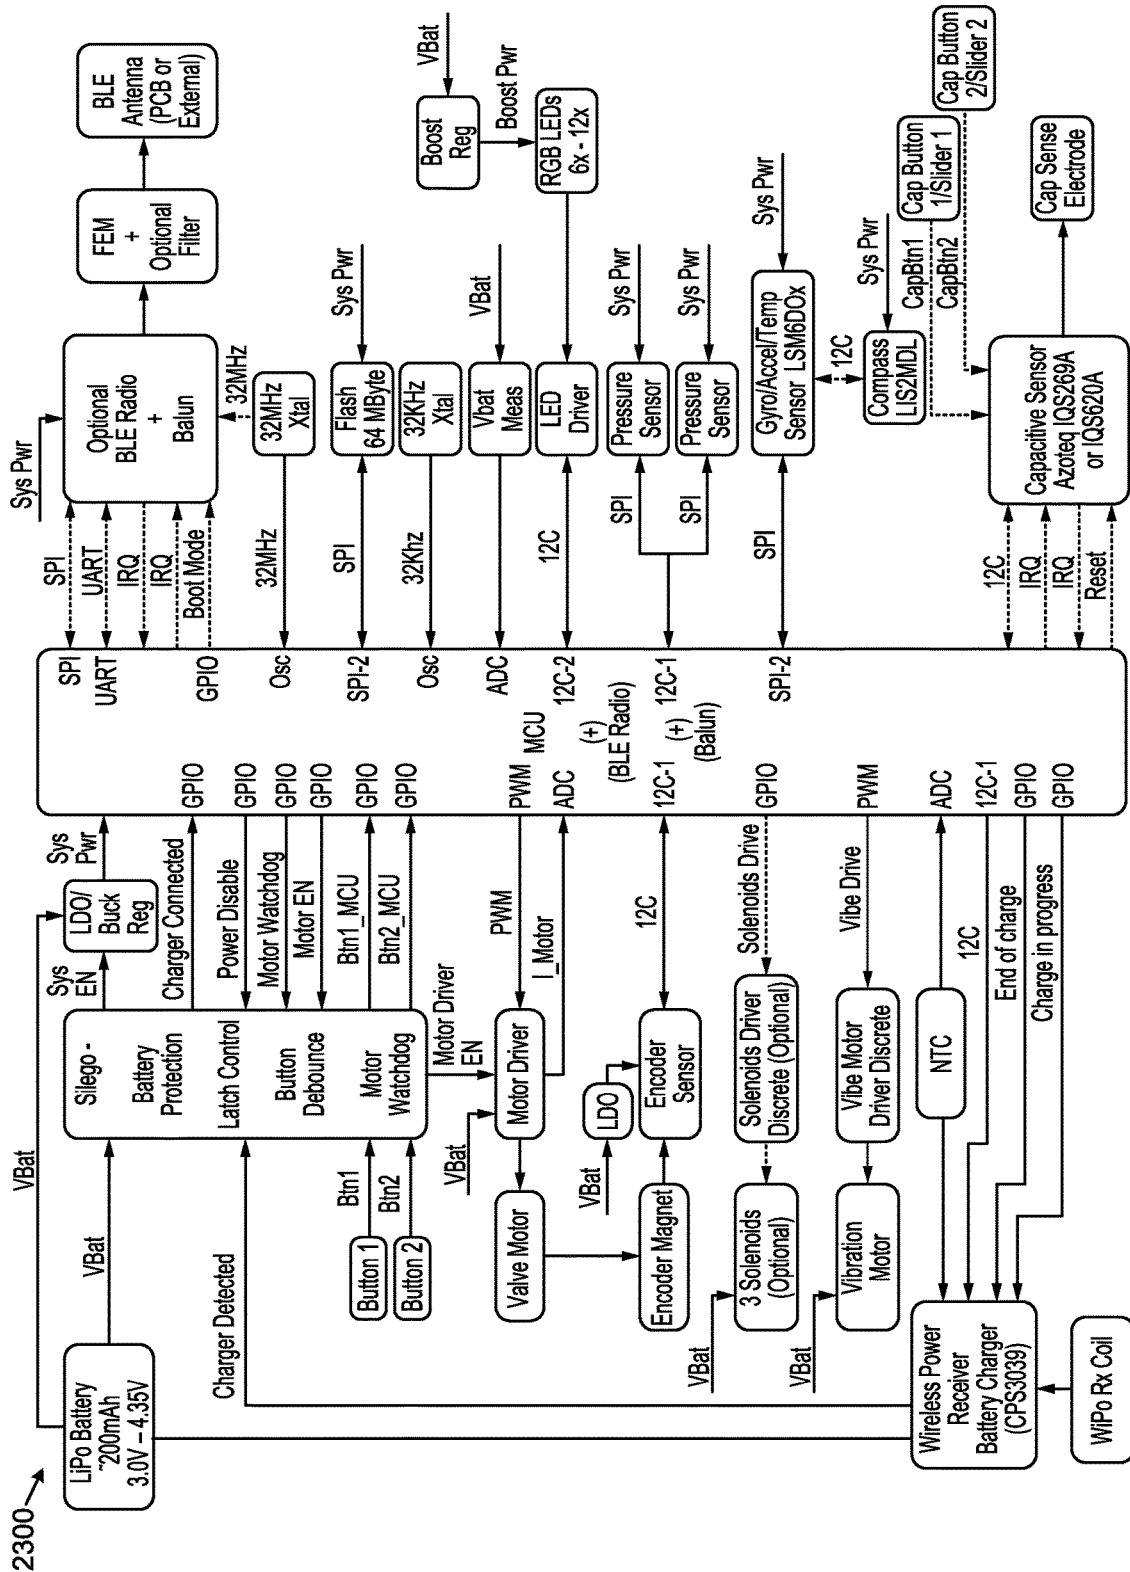 2300
LiPo Battery
~200mAh
3.0V – 4.35V
VBat
VBat
Charger Detected
Silego -
Battery
Protection
Latch Control
Button
Debounce
Motor
Watchdog
Sys
EN
LDO/
Buck
Reg
Sys
Pwr
Charger Connected
Power Disable
Motor Watchdog
Motor EN
Btn1_MCU
Btn2_MCU
Button 1
Button 2
Btn1
Btn2
Motor Driver
EN
VBat
Motor Driver
PWM
I_Motor
Valve Motor
VBat
LDO
Encoder Magnet
Encoder
Sensor
12C
VBat
3 Solenoids
(Optional)
Solenoids Driver
Discrete (Optional)
Solenoids Drive
VBat
Vibration
Motor
Vibe Motor
Driver Discrete
Vibe Drive
NTC
12C
End of charge
Charge in progress
Wireless Power
Receiver
Battery Charger
(CPS3039)
WiPo Rx Coil
GPIO
GPIO
GPIO
GPIO
GPIO
GPIO
PWM
ADC
12C-1
GPIO
PWM
ADC
12C-1
GPIO
GPIO
MCU
(+)
(BLE Radio)
(+)
(Balun)
SPI
UART
GPIO
Osc
SPI-2
Osc
ADC
12C-2
12C-1
SPI-2
SPI
UART
IRQ
IRQ
Boot Mode
Sys Pwr
Optional
BLE Radio
+
Balun
FEM
+
Optional
Filter
BLE
Antenna
(PCB or
External)
32MHz
32MHz
32MHz
Xtal
SPI
Flash
64 MByte
Sys Pwr
32Khz
32KHz
Xtal
Vbat
Meas
VBat
12C
LED
Driver
RGB LEDs
6x - 12x
Boost Pwr
Boost
Reg
VBat
SPI
SPI
Pressure
Sensor
Sys Pwr
Pressure
Sensor
Sys Pwr
SPI
Gyro/Accel/Temp
Sensor LSM6DOx
Sys Pwr
12C
Compass
LIS2MDL
Sys Pwr
CapBtn1
CapBtn2
Cap Button
1/Slider 1
Cap Button
2/Slider 2
12C
IRQ
IRQ
Reset
Capacitive Sensor
Azoteq IQS269A
or IQS620A
Cap Sense
Electrode